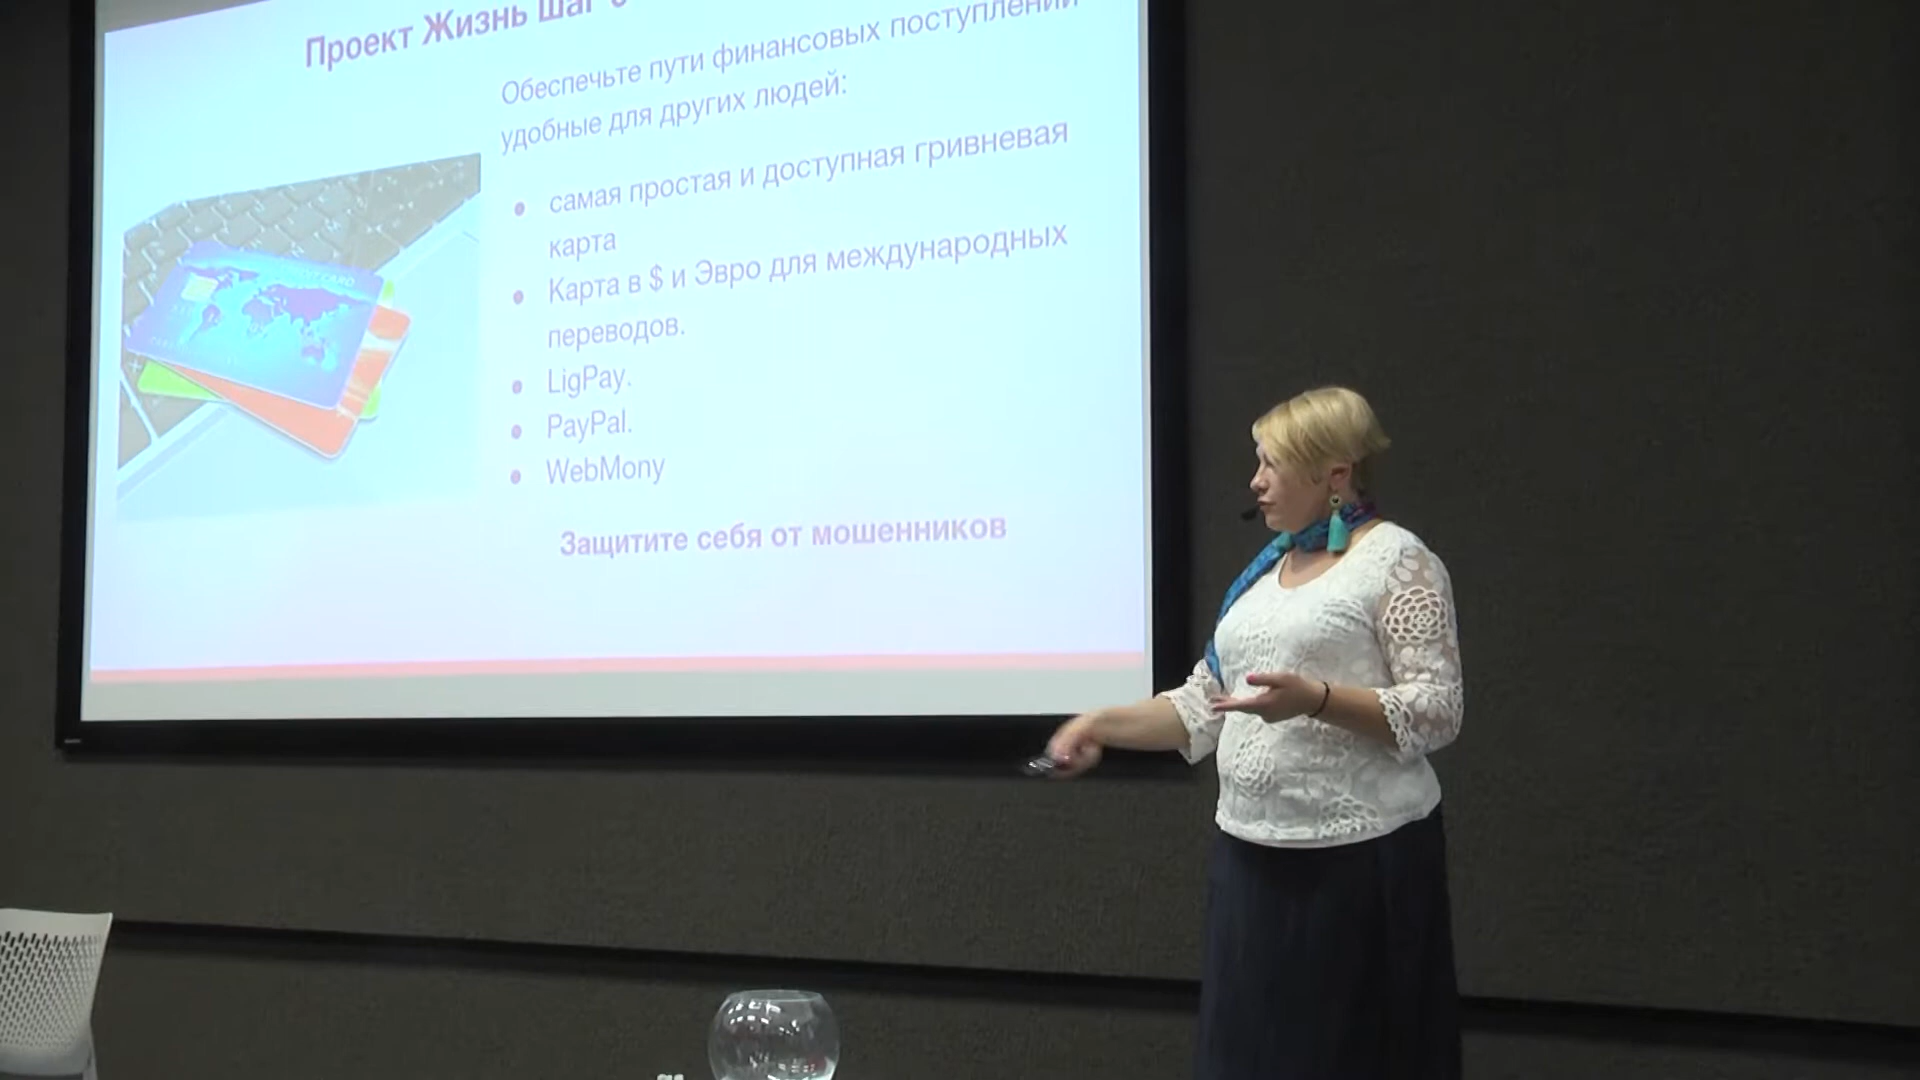 Проект Жизнь шаг
Обеспечьте пути финансовых поступлений
удобные для других людей:
● самая простая и доступная гривневая
карта
● Карта в $ и Эвро для международных
переводов.
● LigPay.
● PayPal.
● WebMony
Защитите себя от мошенников